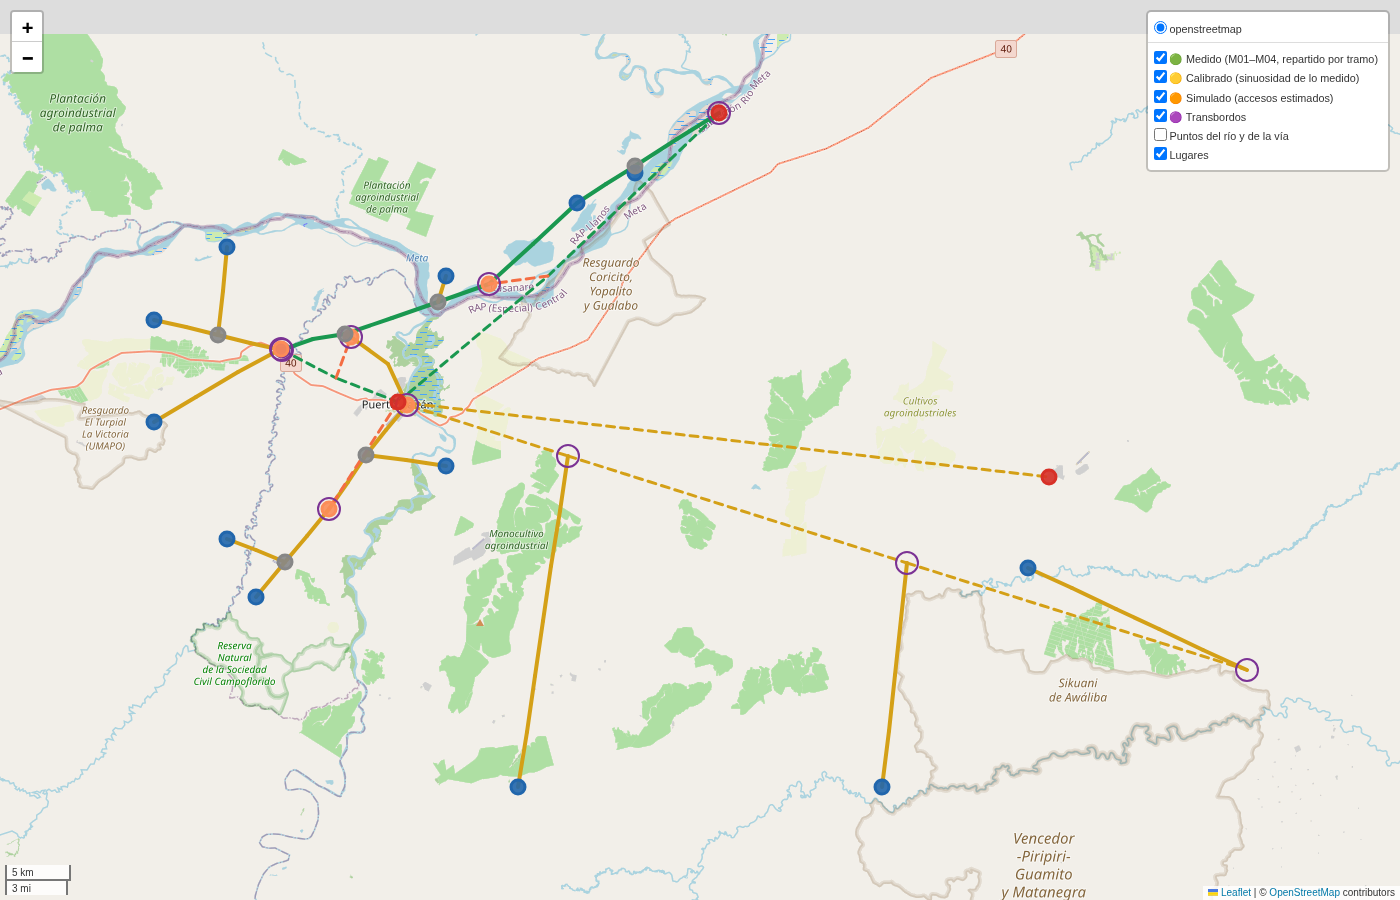 +
−
openstreetmap
Medido (M01–M04, repartido por tramo)
Calibrado (sinuosidad de lo medido)
Simulado (accesos estimados)
Transbordos
Puntos del río y de la vía
Lugares
40
Plantación
agroindustrial
de palma
Río Meta
Plantación
agroindustrial
de palma
RAP Llanos
Meta
Meta
Resguardo
Coricito,
Yopalito
y Gualabo
RAP (Especial) Central
40
Resguardo
El Turpial
La Victoria
(UMAPO)
Cultivos
agroindustriales
Monocultivo
agroindustrial
Reserva
Natural
de la Sociedad
Civil Campoflorido
Sikuani
de Awáliba
Vencedor
-Piripiri-
Guamito
y Matanegra
5 km
3 mi
Leaflet | © OpenStreetMap contributors